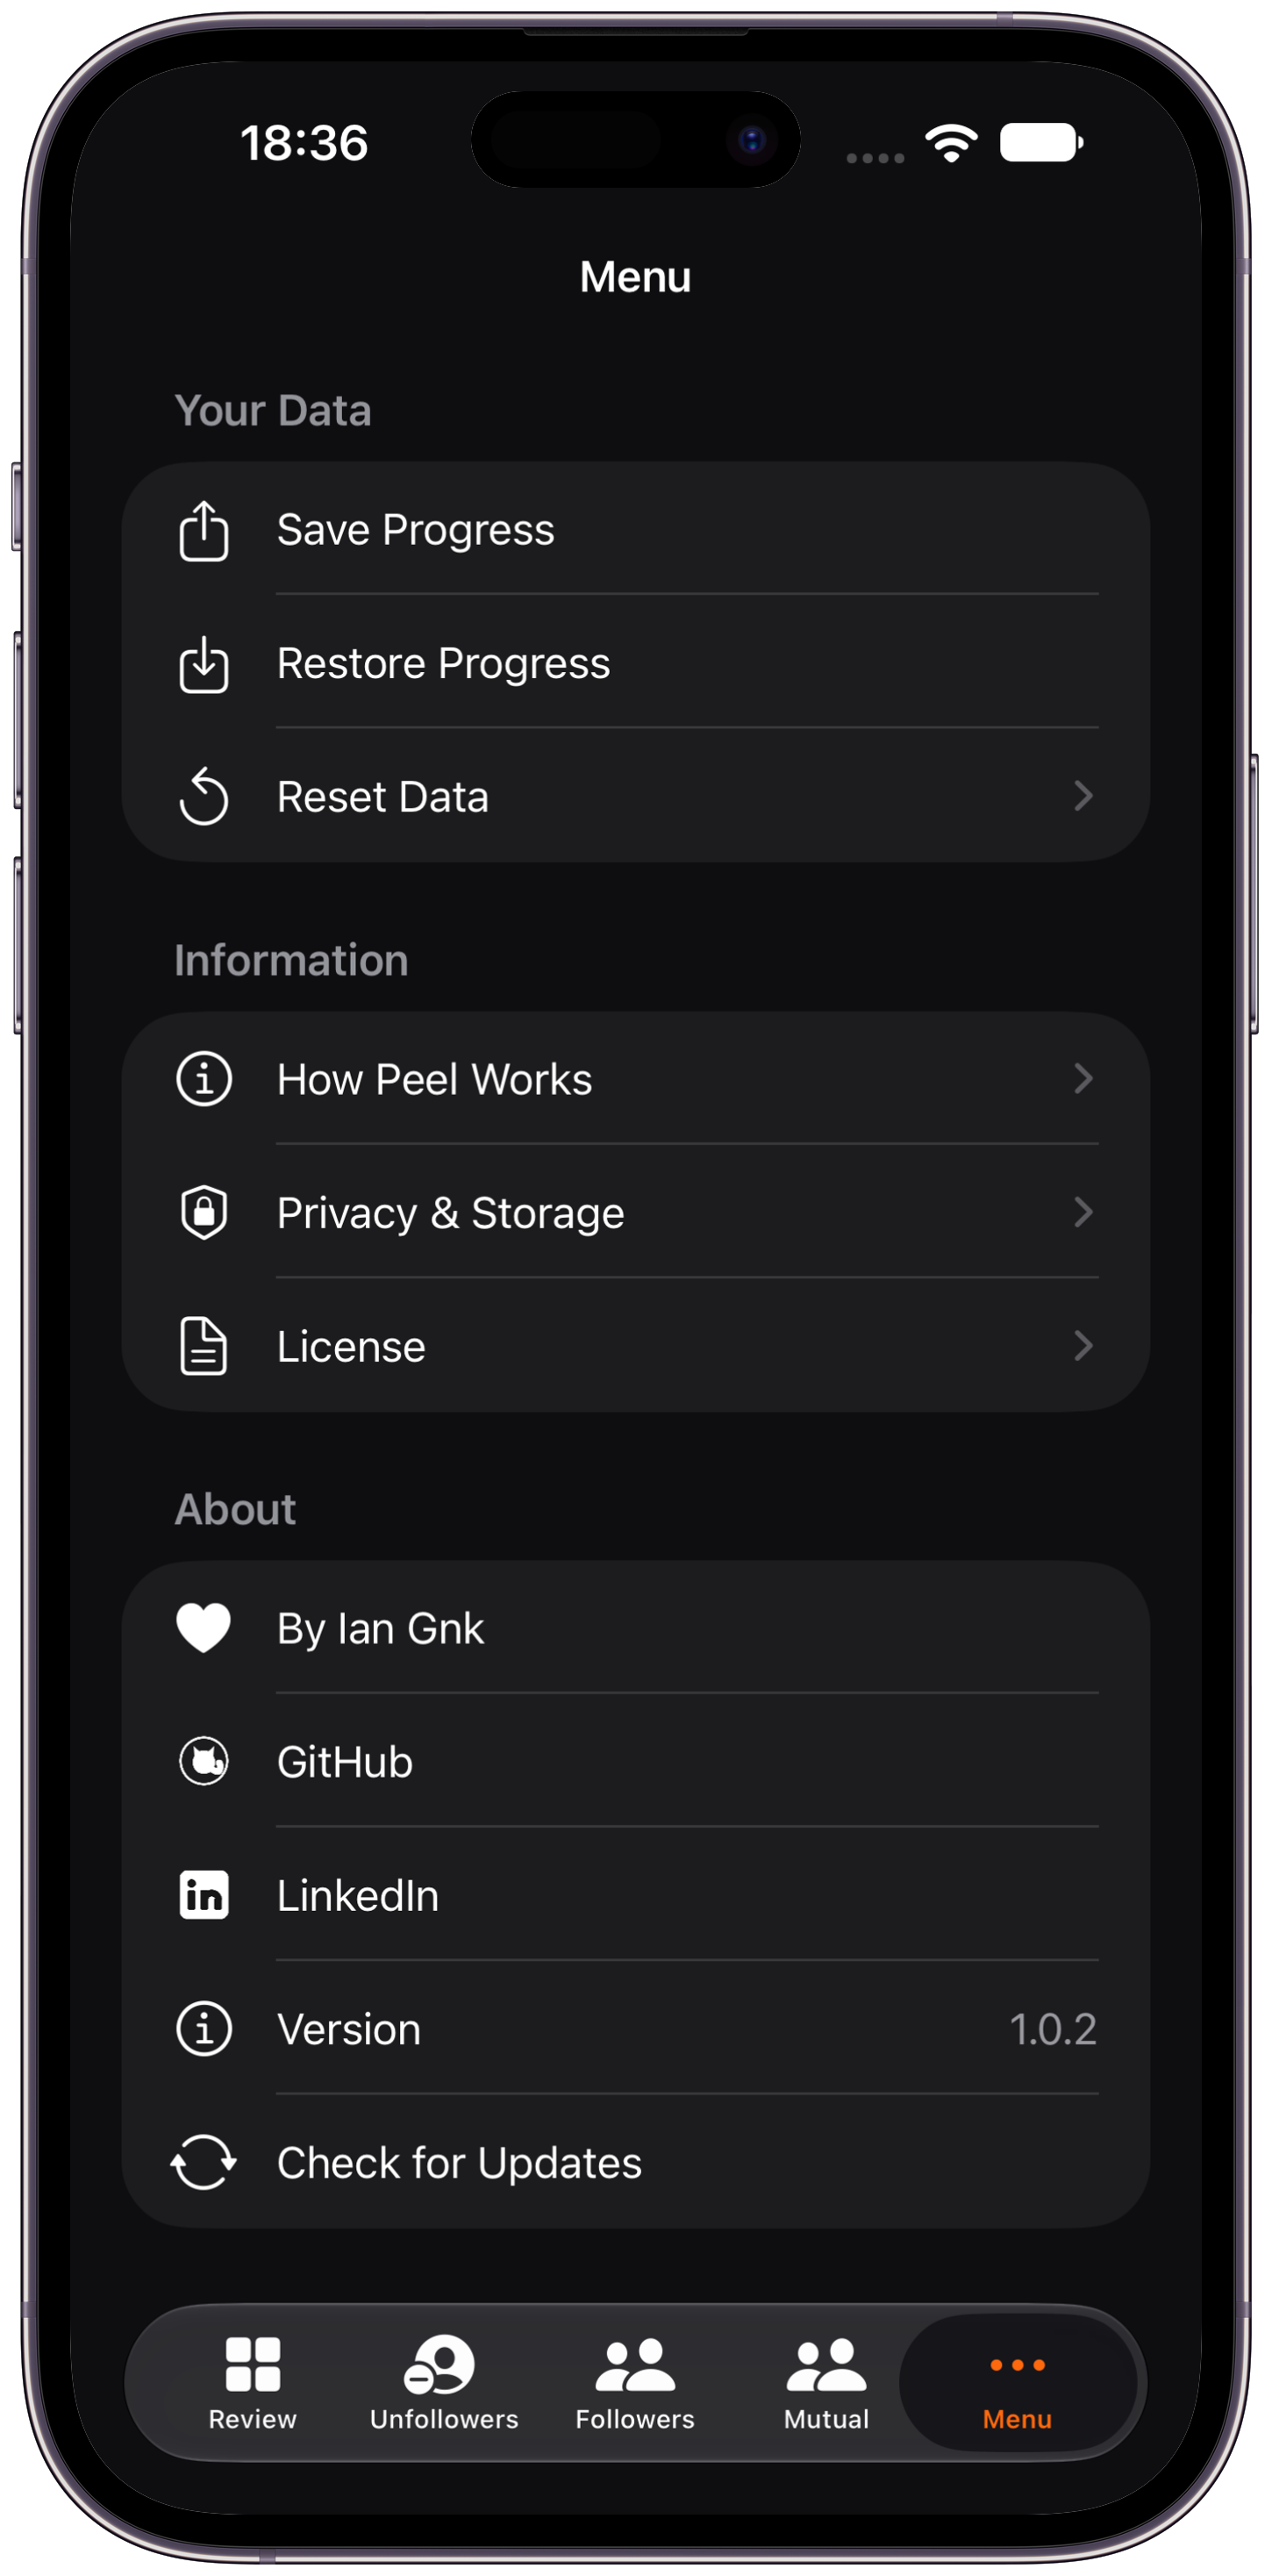 18:36
Menu
Your Data
Save Progress
Restore Progress
Reset Data
Information
How Peel Works
Privacy & Storage
License
About
By Ian Gnk
GitHub
in LinkedIn
Version 1.0.2
Check for Updates
Review Unfollowers Followers Mutual Menu